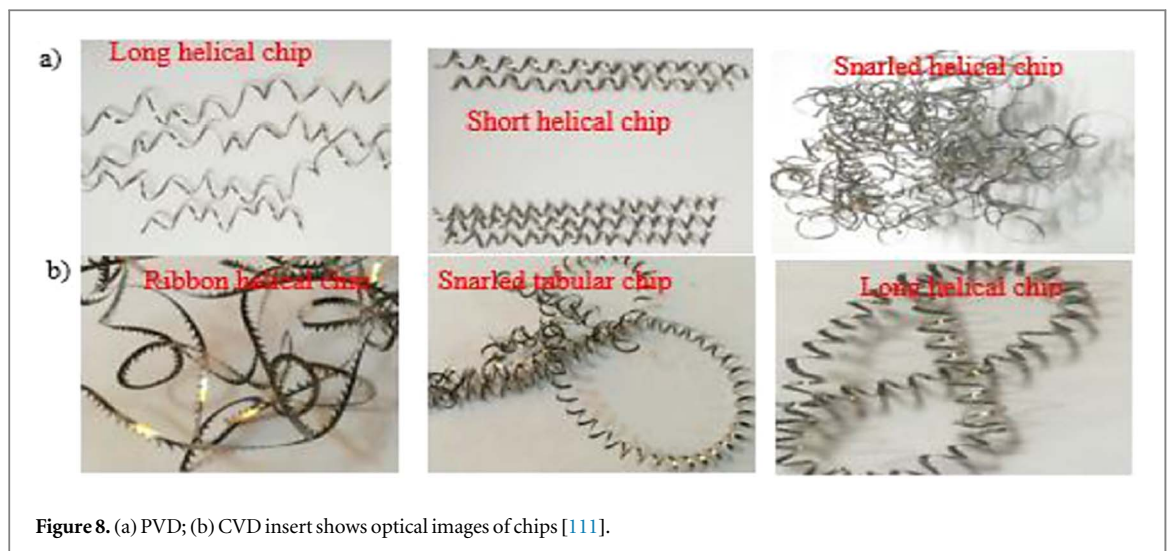 a)
Long helical chip
Short helical chip
Snarled helical chip
b)
Ribbon helical chip
Snarled tabular chip
Long helical chip
Figure 8. (a) PVD; (b) CVD insert shows optical images of chips [111].